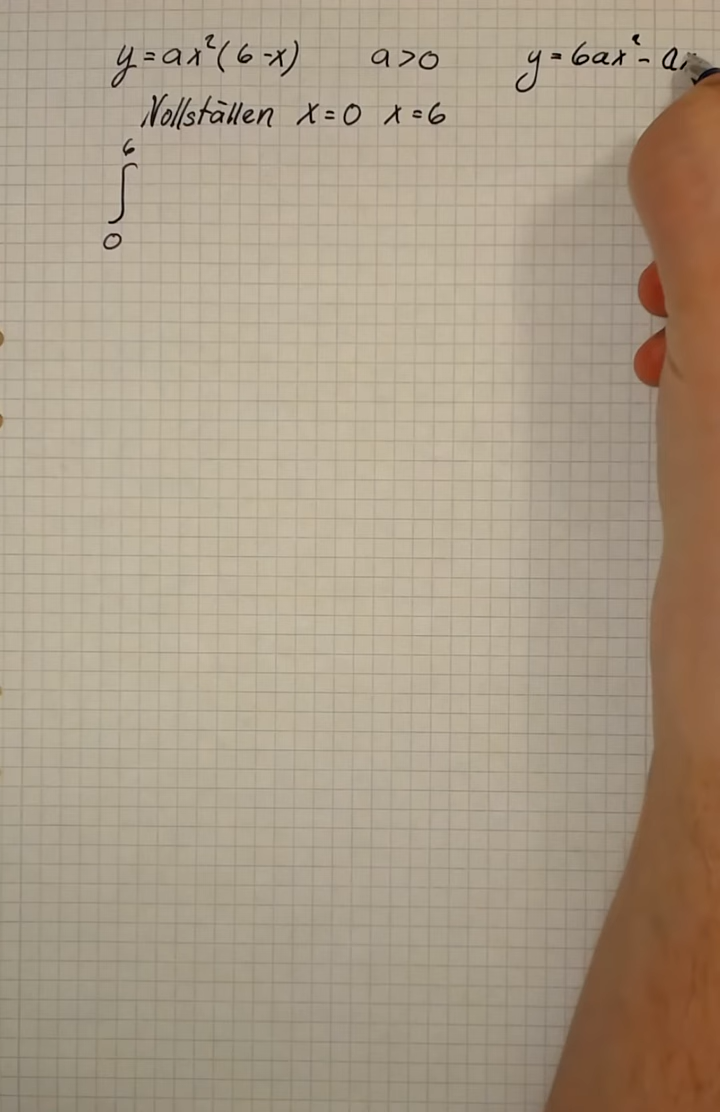 y = ax²(6-x) a>0 y = 6ax² - a
Nollställen x=0 x=6
6
∫
0